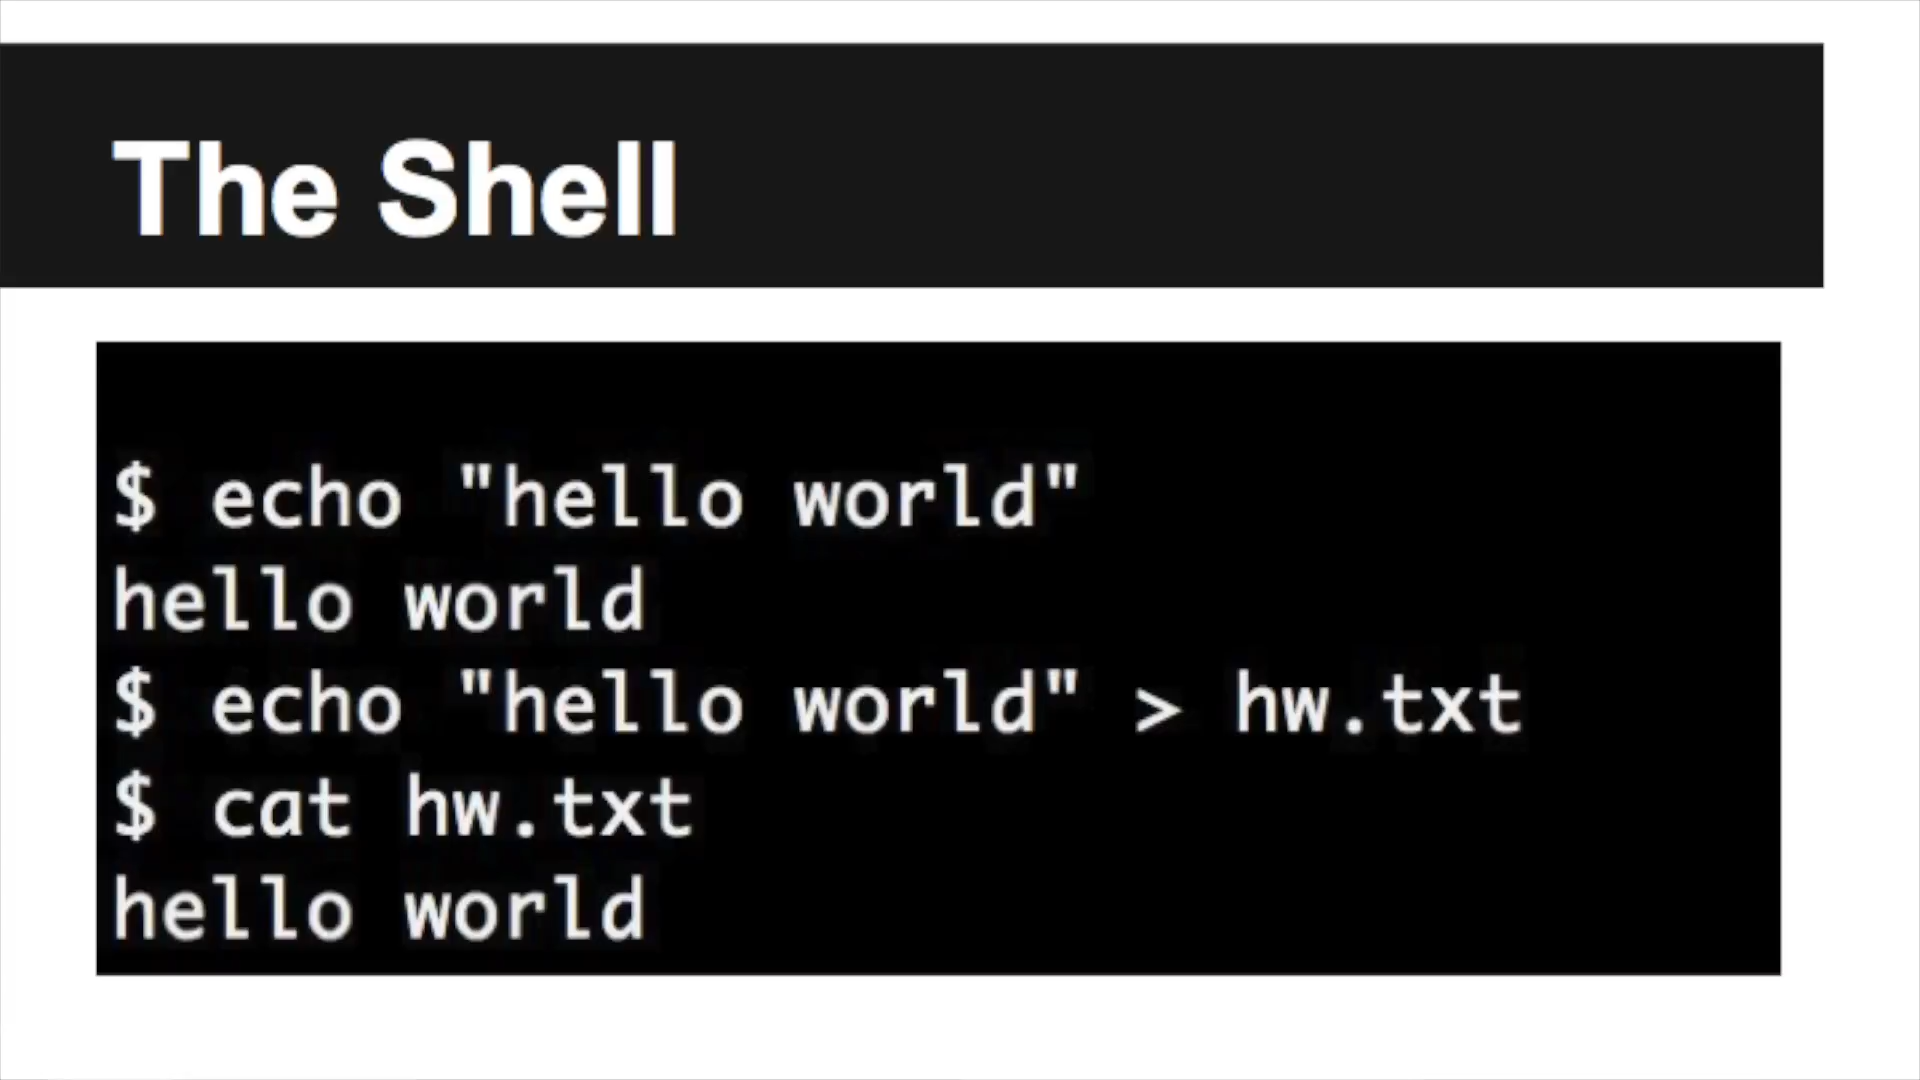 The Shell
$ echo "hello world"
hello world
$ echo "hello world" > hw.txt
$ cat hw.txt
hello world